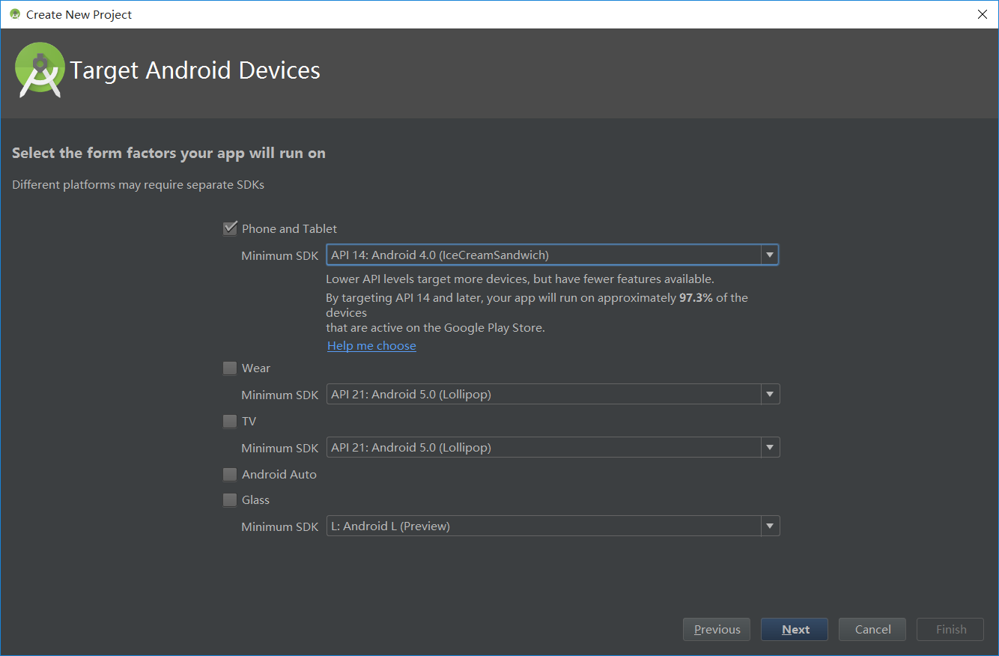 Create New Project
Target Android Devices
Select the form factors your app will run on
Different platforms may require separate SDKs
Phone and Tablet
Minimum SDK API 14: Android 4.0 (IceCreamSandwich)
Lower API levels target more devices, but have fewer features available.
By targeting API 14 and later, your app will run on approximately 97.3% of the
devices
that are active on the Google Play Store.
Help me choose
Wear
Minimum SDK API 21: Android 5.0 (Lollipop)
TV
Minimum SDK API 21: Android 5.0 (Lollipop)
Android Auto
Glass
Minimum SDK L: Android L (Preview)
Previous Next Cancel Finish